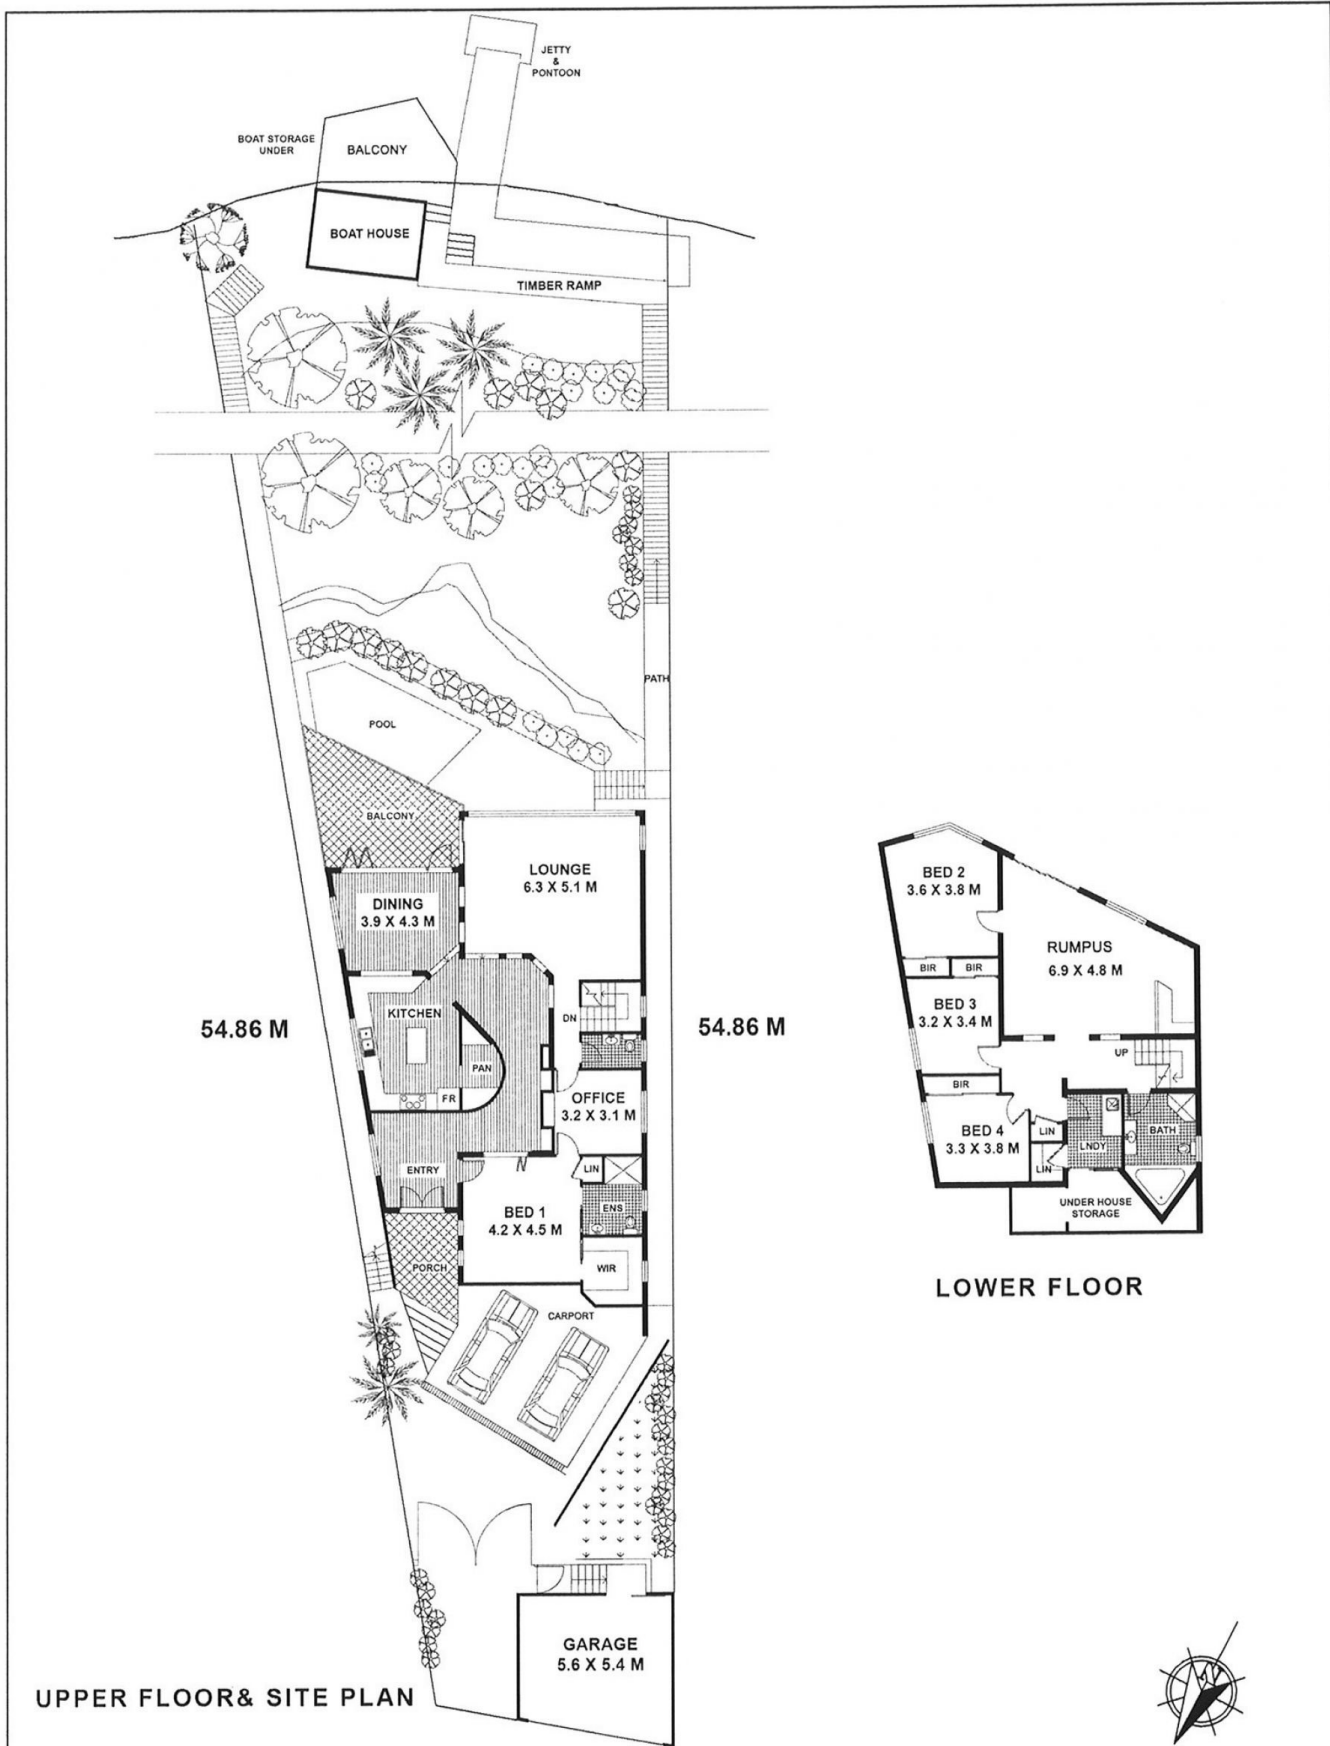 JETTY
&
PONTOON
BOAT STORAGE
UNDER
BALCONY
BOAT HOUSE
TIMBER RAMP
PATH
POOL
BALCONY
LOUNGE
6.3 X 5.1 M
DINING
3.9 X 4.3 M
KITCHEN
DN
PAN
FR
OFFICE
3.2 X 3.1 M
54.86 M
54.86 M
ENTRY
LIN
BED 1
4.2 X 4.5 M
ENS
WIR
PORCH
CARPORT
GARAGE
5.6 X 5.4 M
UPPER FLOOR& SITE PLAN
BED 2
3.6 X 3.8 M
RUMPUS
6.9 X 4.8 M
BIR
BIR
BED 3
3.2 X 3.4 M
UP
BIR
BED 4
3.3 X 3.8 M
LIN
LIN
LNDY
BATH
UNDER HOUSE
STORAGE
LOWER FLOOR
N